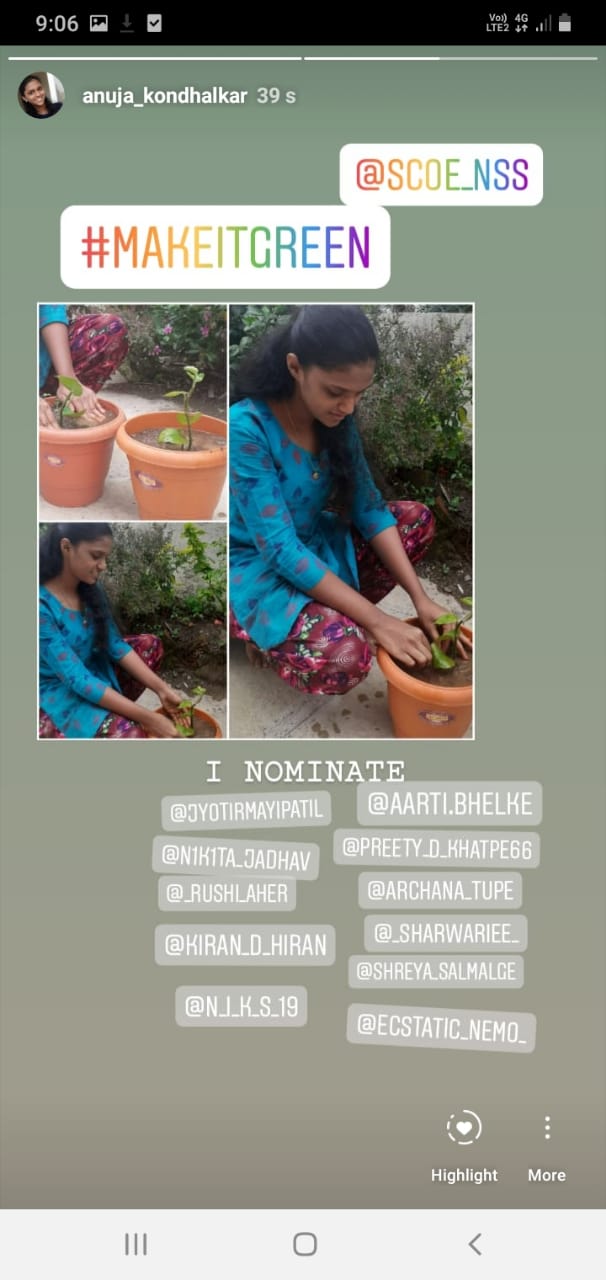 9:06
Vo)) 4G
LTE2
anuja_kondhalkar 39 s
@SCOE_NSS
#MAKEITGREEN
I NOMINATE
@JYOTIRMAYIPATIL @AARTI.BHELKE
@N1K1TA_JADHAV @PREETY_D_KHATPE66
@_RUSHI_AHER @ARCHANA_TUPE
@KIRAN_D_HIRAN @_SHARWARIEE_
@SHREYA_SALMALGE
@N_I_K_S_19 @ECSTATIC_NEMO_
Highlight More